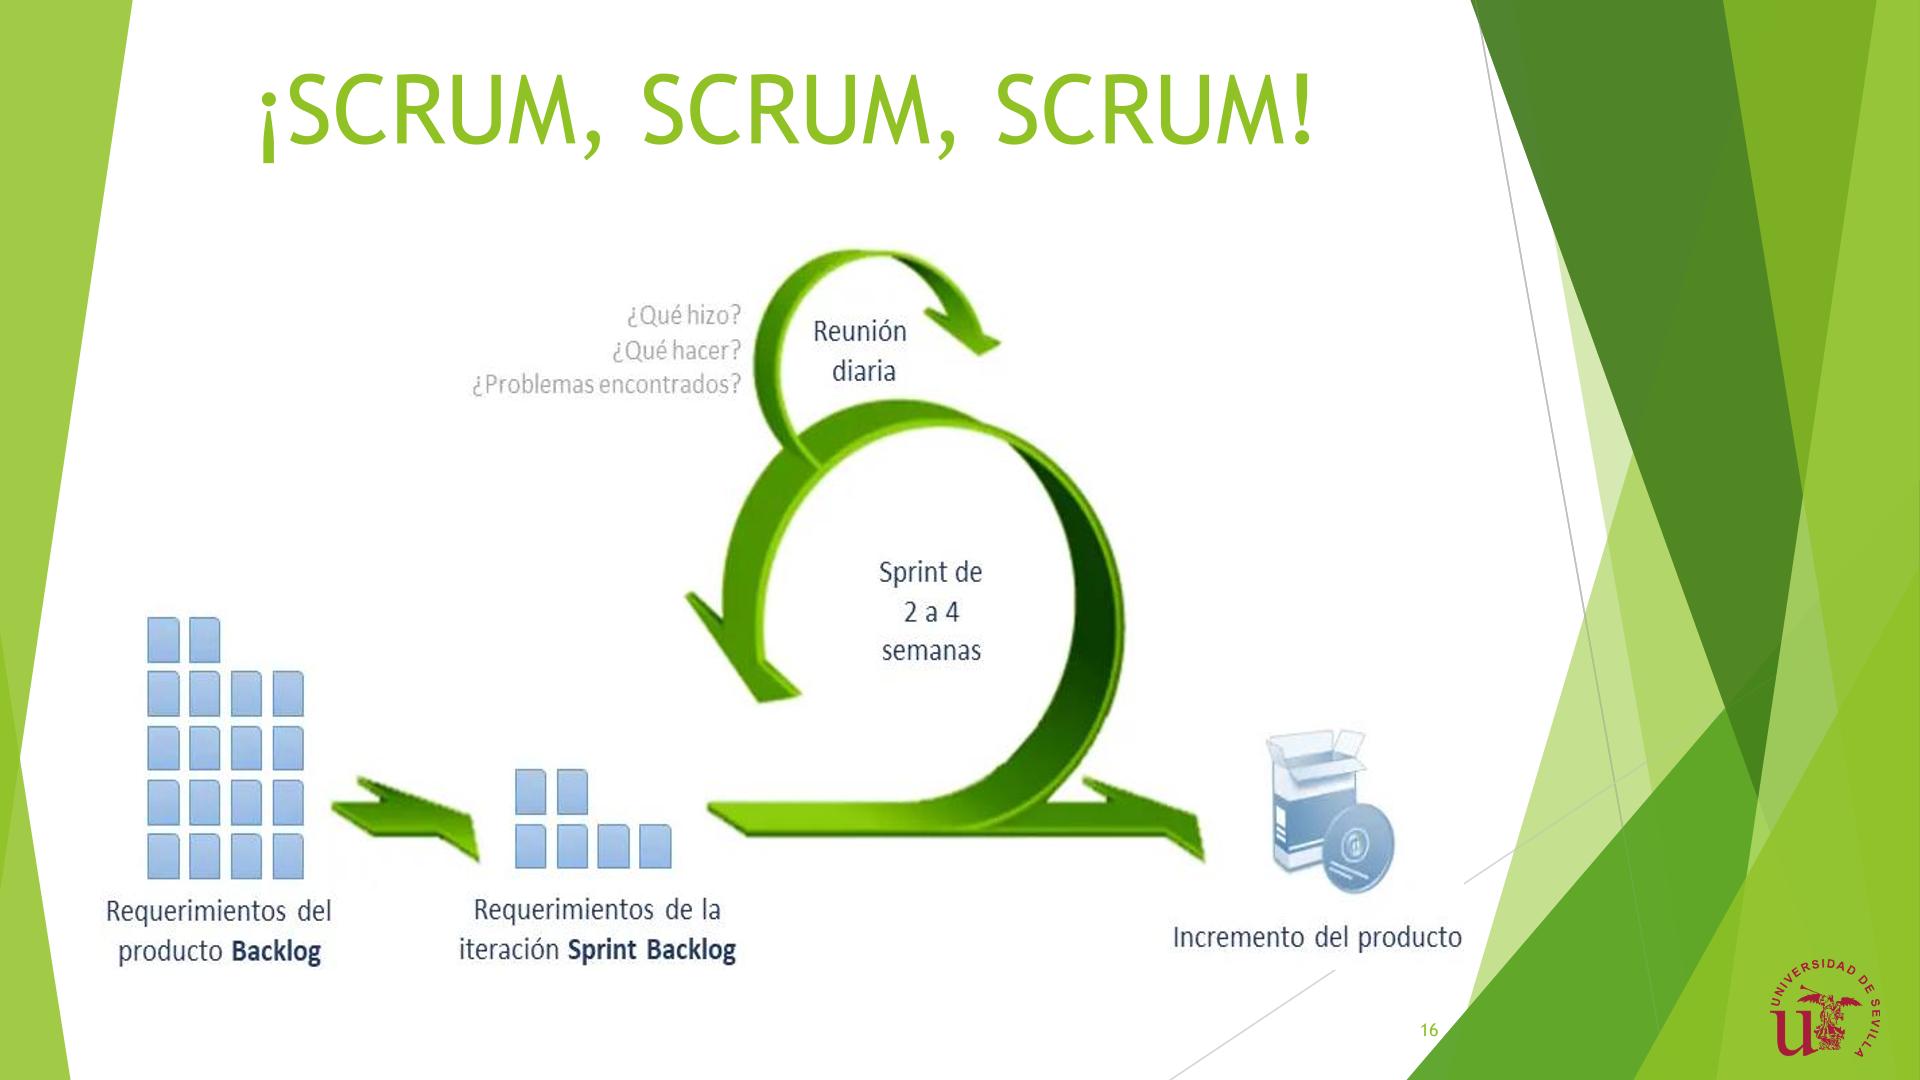 ¡SCRUM, SCRUM, SCRUM!
¿Qué hizo?
¿Qué hacer?
¿Problemas encontrados?
Reunión
diaria
Sprint de
2 a 4
semanas
Requerimientos del
producto Backlog
Requerimientos de la
iteración Sprint Backlog
Incremento del producto
16
UNIVERSIDAD DE SEVILLA